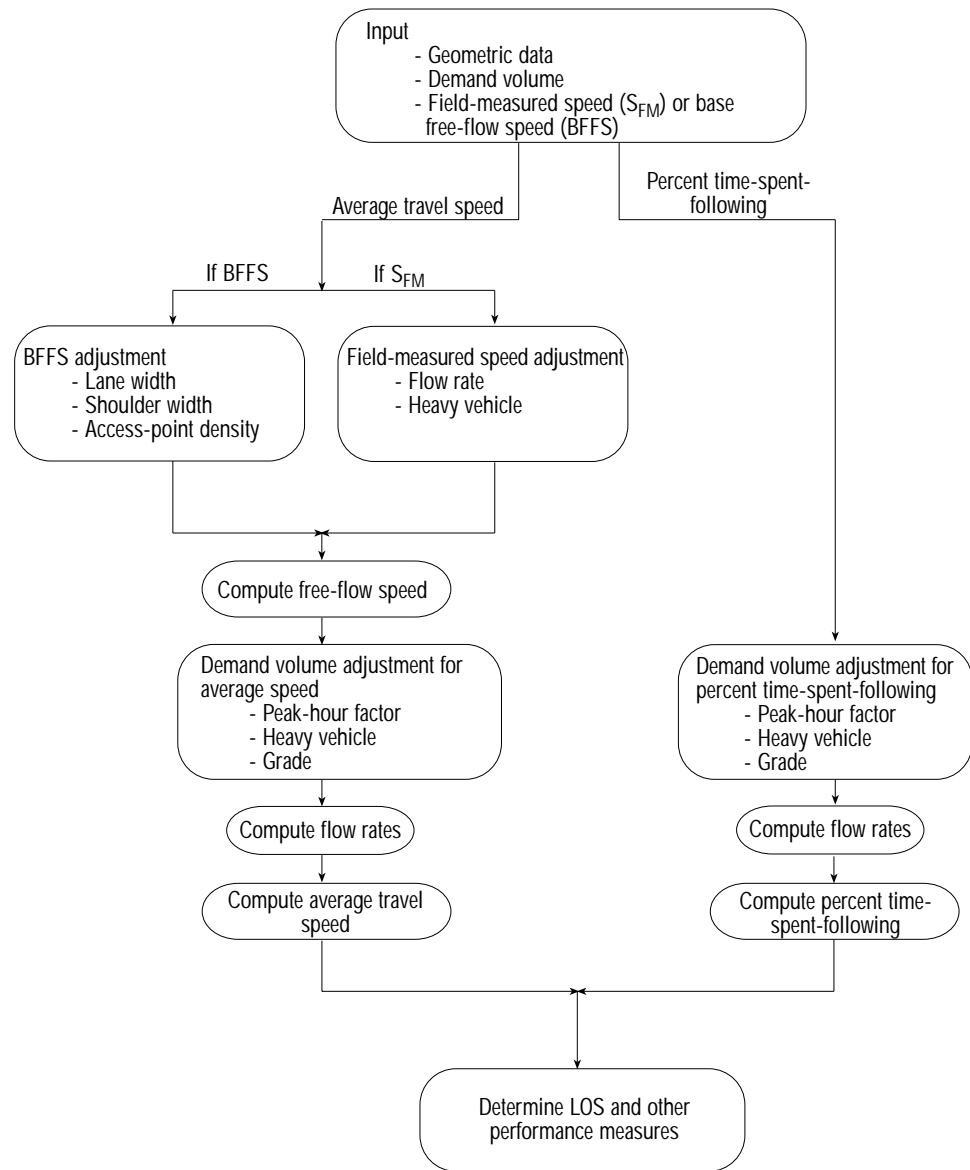 Input
- Geometric data
- Demand volume
- Field-measured speed (SFM) or base
free-flow speed (BFFS)
Average travel speed
Percent time-spent-
following
If BFFS
If SFM
BFFS adjustment
- Lane width
- Shoulder width
- Access-point density
Field-measured speed adjustment
- Flow rate
- Heavy vehicle
Compute free-flow speed
Demand volume adjustment for
average speed
- Peak-hour factor
- Heavy vehicle
- Grade
Demand volume adjustment for
percent time-spent-following
- Peak-hour factor
- Heavy vehicle
- Grade
Compute flow rates
Compute flow rates
Compute average travel
speed
Compute percent time-
spent-following
Determine LOS and other
performance measures